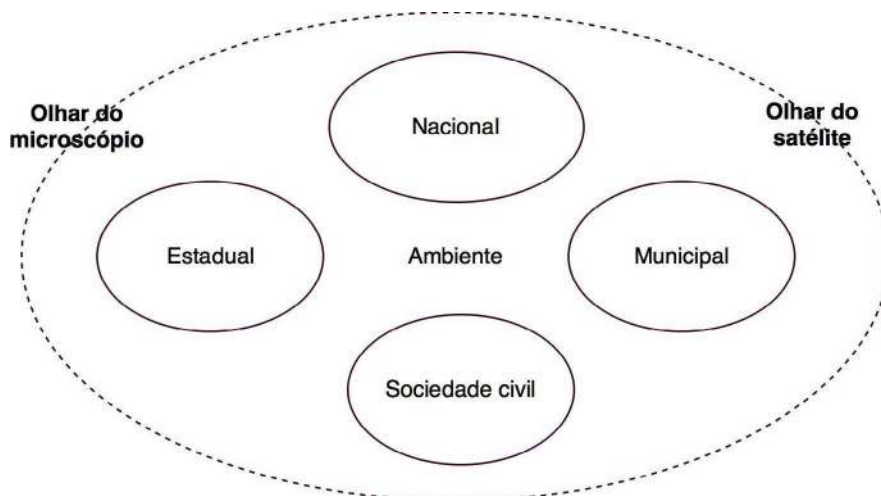 Olhar do
microscópio
Nacional
Olhar do
satélite
Estadual
Ambiente
Municipal
Sociedade civil